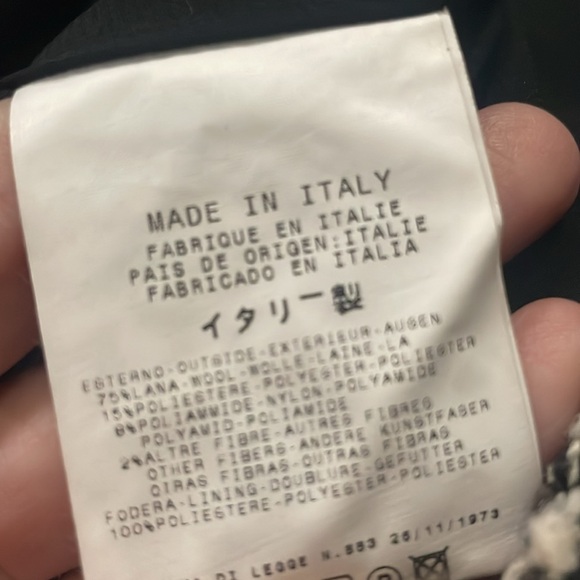 MADE IN ITALY
FABRIQUE EN ITALIE
PAIS DE ORIGEN:ITALIE
FABRICADO EN ITALIA
イタリー製
ESTERNO-OUTSIDE-EXTERIEUR-AUSEN
75%LANA-WOOL-WOLLE-LAINE-LA
15%POLIESTERE-POLYESTER-POLIESTER
8%POLIAMMIDE-NYLON-POLYAMIDE
POLYAMID-POLIAMIDE
2%ALTRE FIBRE-AUTRES FIBRES
OTHER FIBERS-ANDERE KUNSTFASER
OIRAS FIBRAS-OUTRAS FIBRAS
FODERA-LINING-DOUBLURE-GEFUTTER
100%POLIESTERE-POLYESTER-POLIESTER
DI LEGGE N.883 26/11/1973